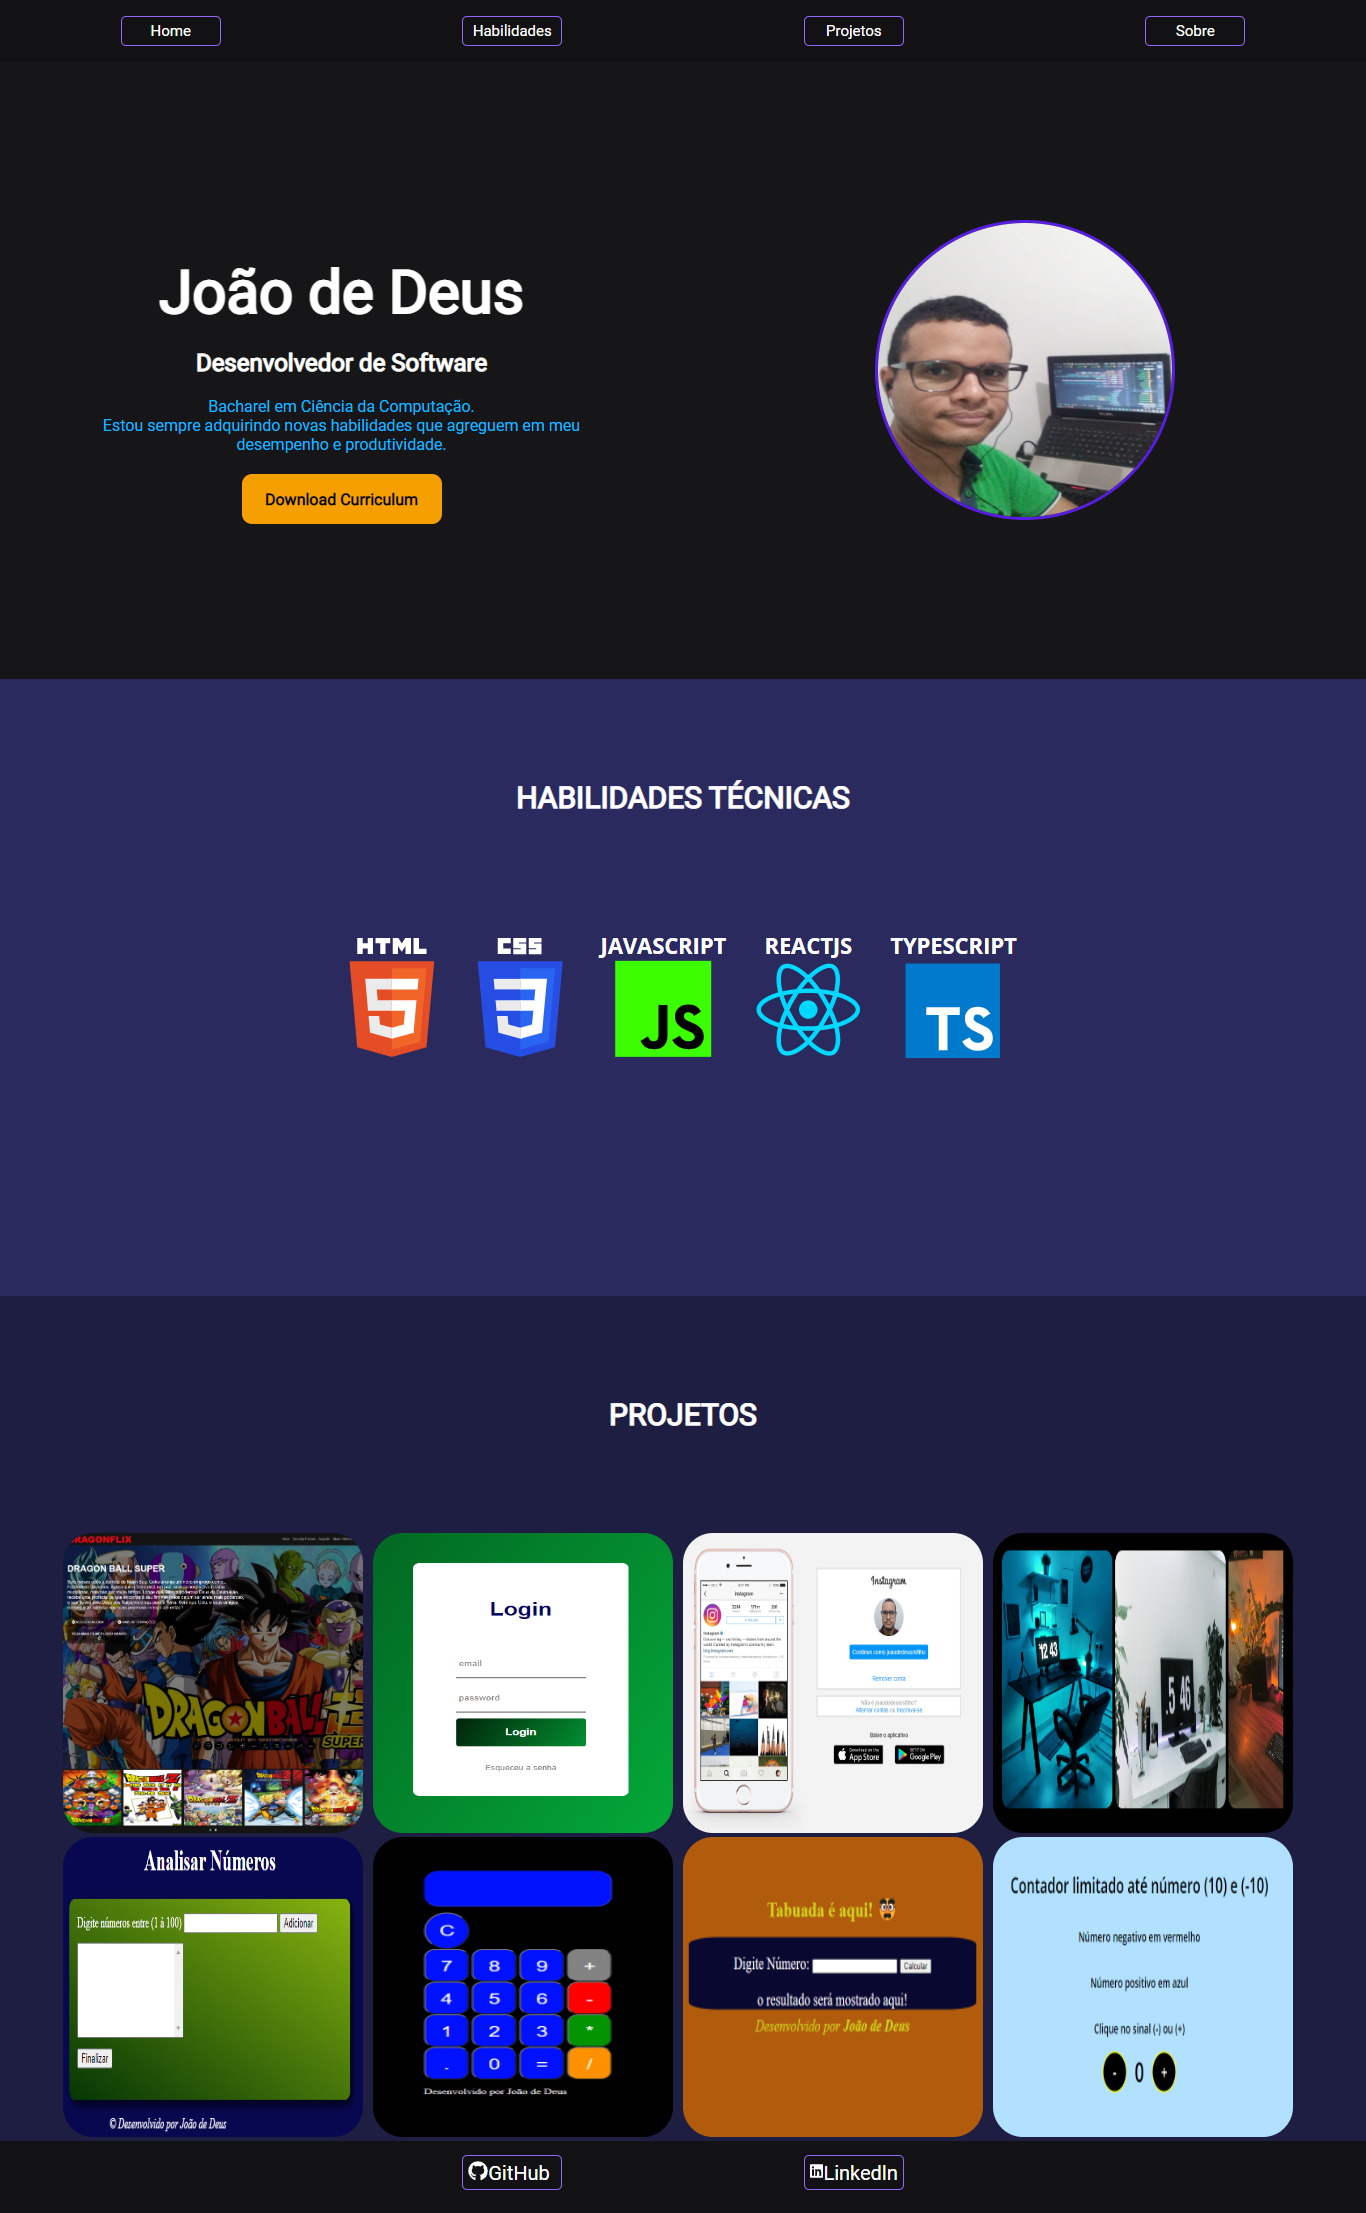 Home
Habilidades
Projetos
Sobre
João de Deus
Desenvolvedor de Software
Bacharel em Ciência da Computação.
Estou sempre adquirindo novas habilidades que agreguem em meu
desempenho e produtividade.
Download Curriculum
HABILIDADES TÉCNICAS
HTML
CSS
JAVASCRIPT
REACTJS
TYPESCRIPT
JS
TS
PROJETOS
DRAGONFLIX
DRAGON BALL SUPER
DRAGONBALL
SUPER
Login
email
password
Login
Esqueceu a senha
Instagram
Continue como joaodedeusrsfilho
Remover conta
Não é joaodedeusrsfilho?
Alternar contas ou Inscreva-se
Baixe o aplicativo
App Store
Google Play
12 43
5 46
Analisar Números
Digite números entre (1 à 100)
Adicionar
Finalizar
© Desenvolvido por João de Deus
C
7 8 9 +
4 5 6 -
1 2 3 *
. 0 = /
Desenvolvido por João de Deus
Tabuada é aqui!
Digite Número:
Calcular
o resultado será mostrado aqui!
Desenvolvido por João de Deus
Contador limitado até número (10) e (-10)
Número negativo em vermelho
Número positivo em azul
Clique no sinal (-) ou (+)
- 0 +
GitHub
LinkedIn